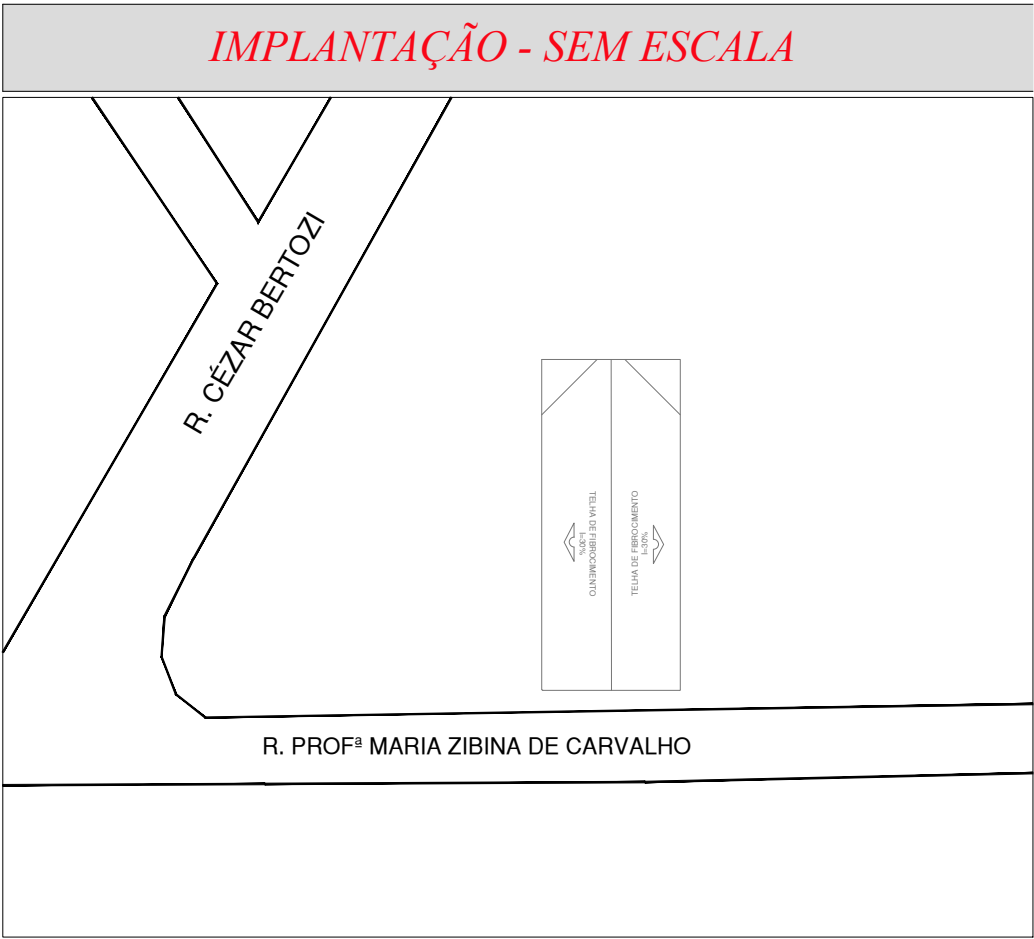 IMPLANTAÇÃO - SEM ESCALA
R. CÉZAR BERTOZI
TELHA DE FIBROCIMENTO
I=30%
TELHA DE FIBROCIMENTO
I=30%
R. PROFª MARIA ZIBINA DE CARVALHO